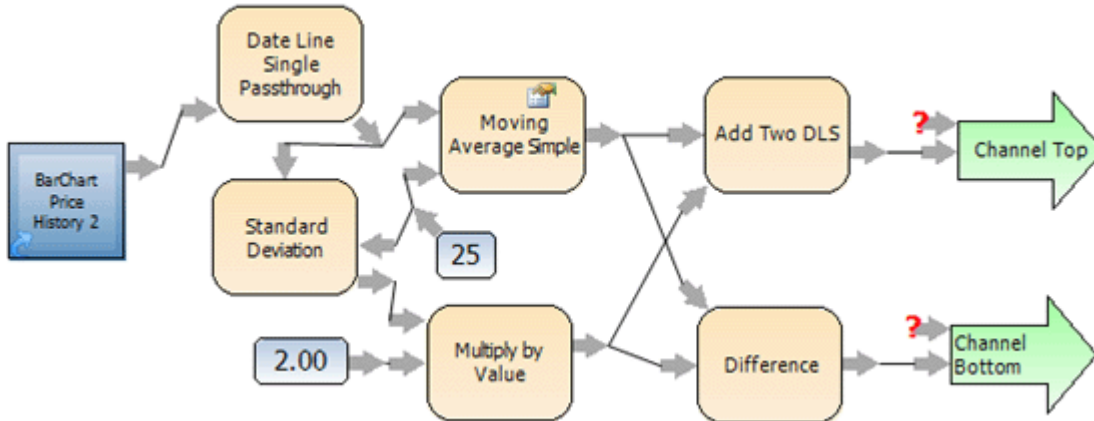 Date Line
Single
Passthrough
BarChart
Price
History 2
Moving
Average Simple
Add Two DLS
?
Channel Top
Standard
Deviation
25
2.00
Multiply by
Value
Difference
?
Channel
Bottom